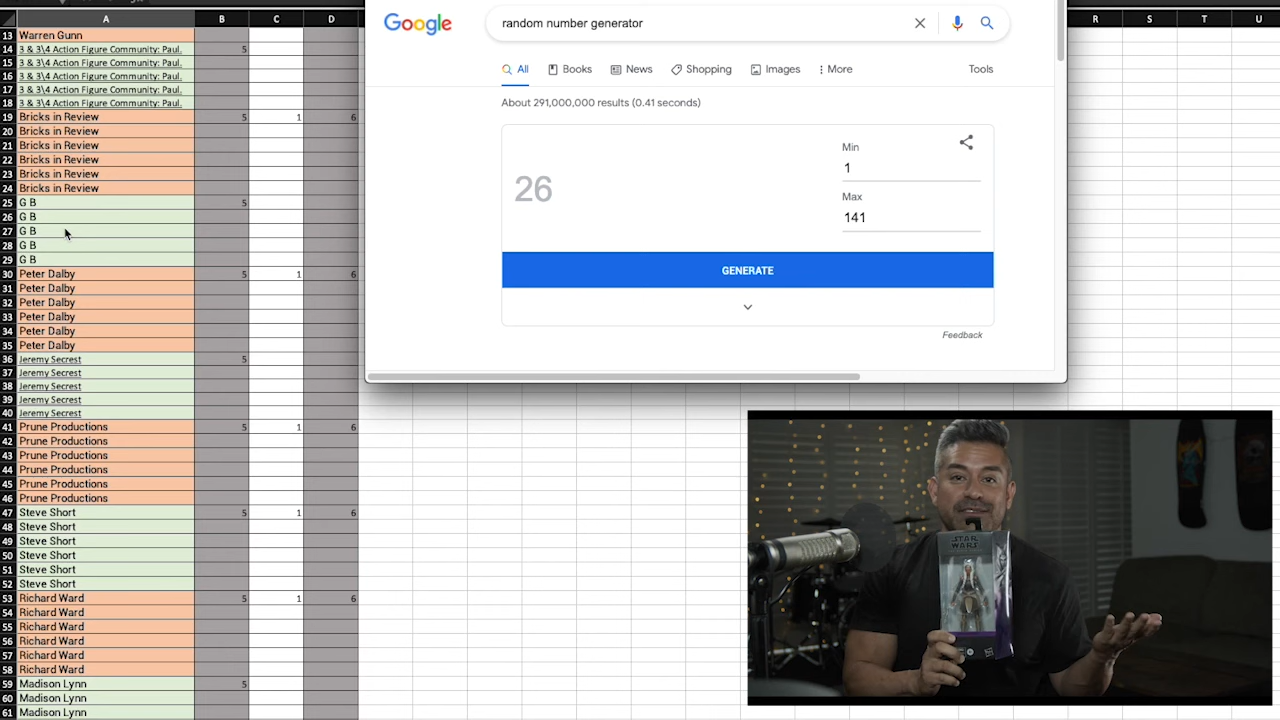 A B C D R S T U
13 Warren Gunn
14 3 & 3\4 Action Figure Community: Paul. 5
15 3 & 3\4 Action Figure Community: Paul.
16 3 & 3\4 Action Figure Community: Paul.
17 3 & 3\4 Action Figure Community: Paul.
18 3 & 3\4 Action Figure Community: Paul.
19 Bricks in Review 5 1 6
20 Bricks in Review
21 Bricks in Review
22 Bricks in Review
23 Bricks in Review
24 Bricks in Review
25 G B 5
26 G B
27 G B
28 G B
29 G B
30 Peter Dalby 5 1 6
31 Peter Dalby
32 Peter Dalby
33 Peter Dalby
34 Peter Dalby
35 Peter Dalby
36 Jeremy Secrest 5
37 Jeremy Secrest
38 Jeremy Secrest
39 Jeremy Secrest
40 Jeremy Secrest
41 Prune Productions 5 1 6
42 Prune Productions
43 Prune Productions
44 Prune Productions
45 Prune Productions
46 Prune Productions
47 Steve Short 5 1 6
48 Steve Short
49 Steve Short
50 Steve Short
51 Steve Short
52 Steve Short
53 Richard Ward 5 1 6
54 Richard Ward
55 Richard Ward
56 Richard Ward
57 Richard Ward
58 Richard Ward
59 Madison Lynn 5
60 Madison Lynn
61 Madison Lynn
Google random number generator
All Books News Shopping Images More Tools
About 291,000,000 results (0.41 seconds)
26
Min
1
Max
141
GENERATE
Feedback
STAR
WARS